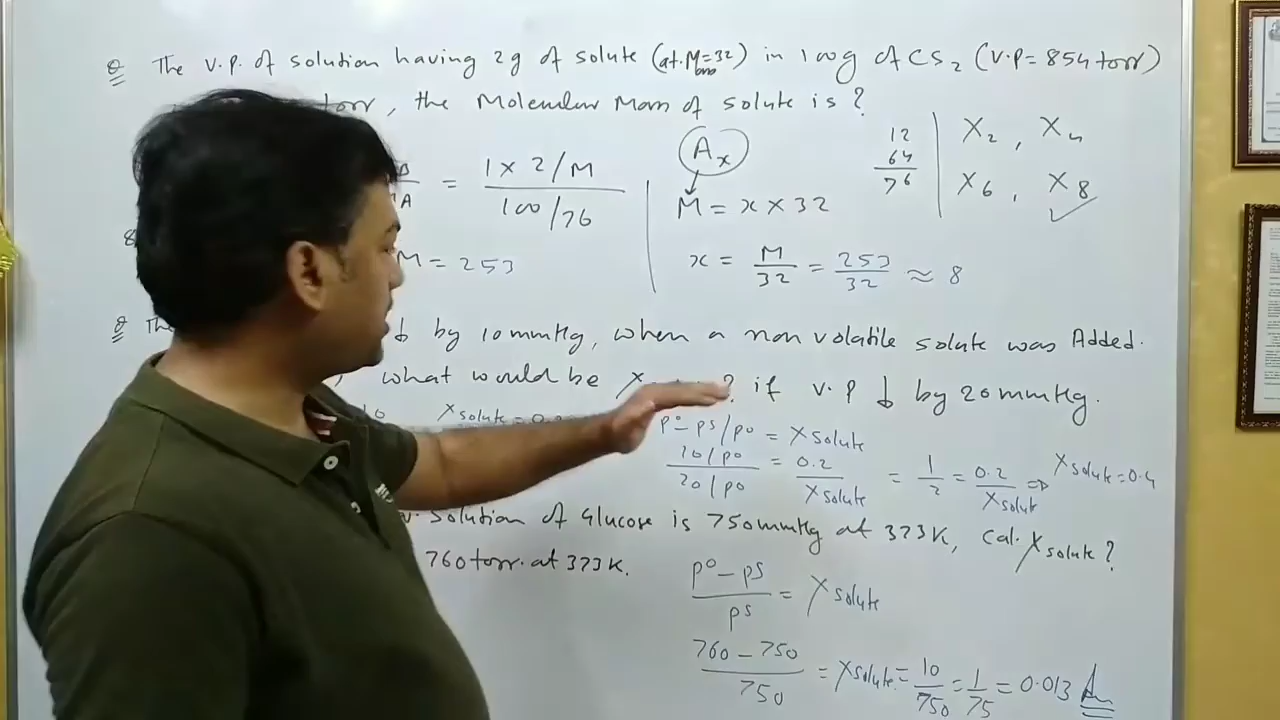 Q The V.P. of solution having 2g of solute (at.M=32) in 100g of CS2 (V.P=854torr)
torr, the Molecular Mass of solute is?
A = 1 x 2/M / 100/76
M = 253
Ax
M = x x 32
x = M/32 = 253/32 ≈ 8
12
64
76
X2, X4
X6, X8
Q The ↓ by 10mmHg, when a non volatile solute was Added.
, what would be X ? if V.P ↓ by 20mmHg.
10 Xsolute =
p°-ps/p° = Xsolute
10/p° / 20/p° = 0.2/Xsolute = 1/2 = 0.2/Xsolute ⇒ Xsolute=0.4
solution of Glucose is 750mmHg at 373K, Cal. Xsolute?
760torr. at 373K.
p°-ps/ps = Xsolute
760-750/750 = Xsolute = 10/750 = 1/75 = 0.013 Ans